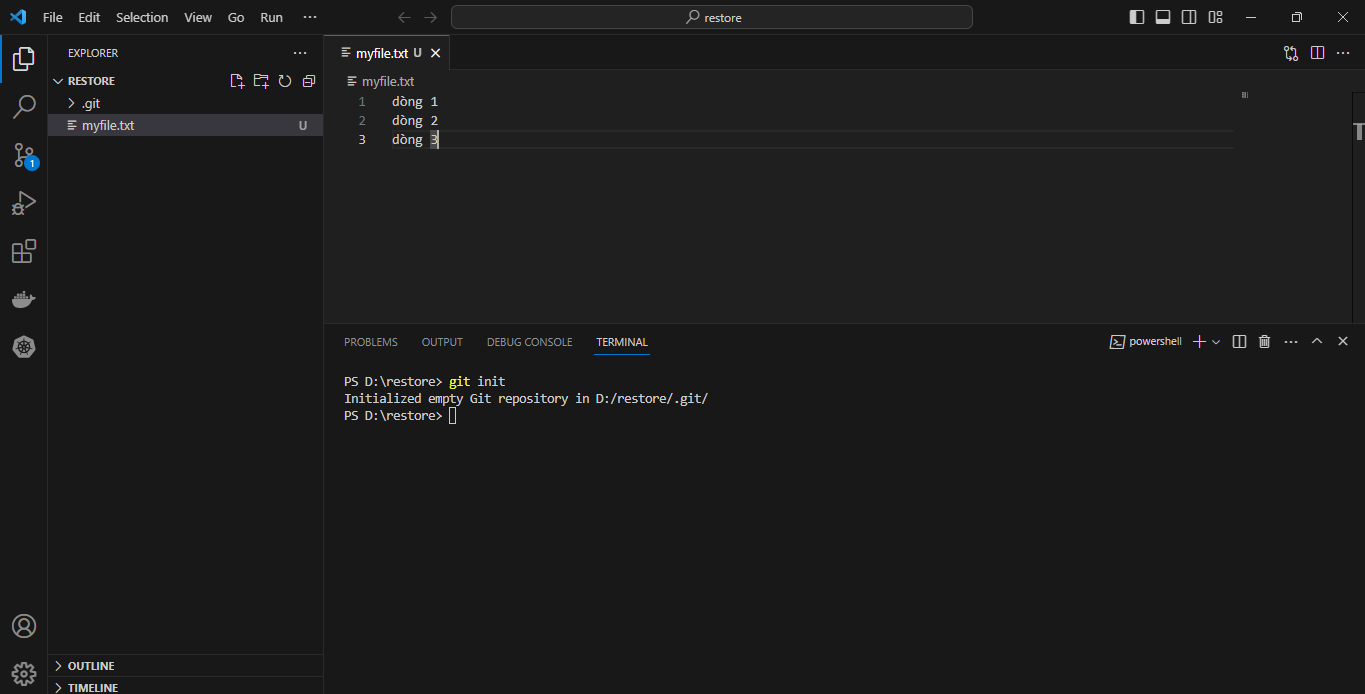 File Edit Selection View Go Run ···
restore
EXPLORER ···
RESTORE
.git
myfile.txt U
1
OUTLINE
TIMELINE
myfile.txt U
myfile.txt
1 dòng 1
2 dòng 2
3 dòng 3
PROBLEMS OUTPUT DEBUG CONSOLE TERMINAL
powershell
PS D:\restore> git init
Initialized empty Git repository in D:/restore/.git/
PS D:\restore>